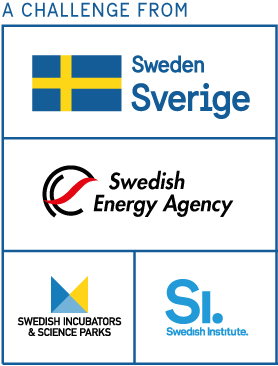 A CHALLENGE FROM
Sweden
Sverige
Swedish
Energy Agency
SWEDISH INCUBATORS
& SCIENCE PARKS
SI.
Swedish Institute.